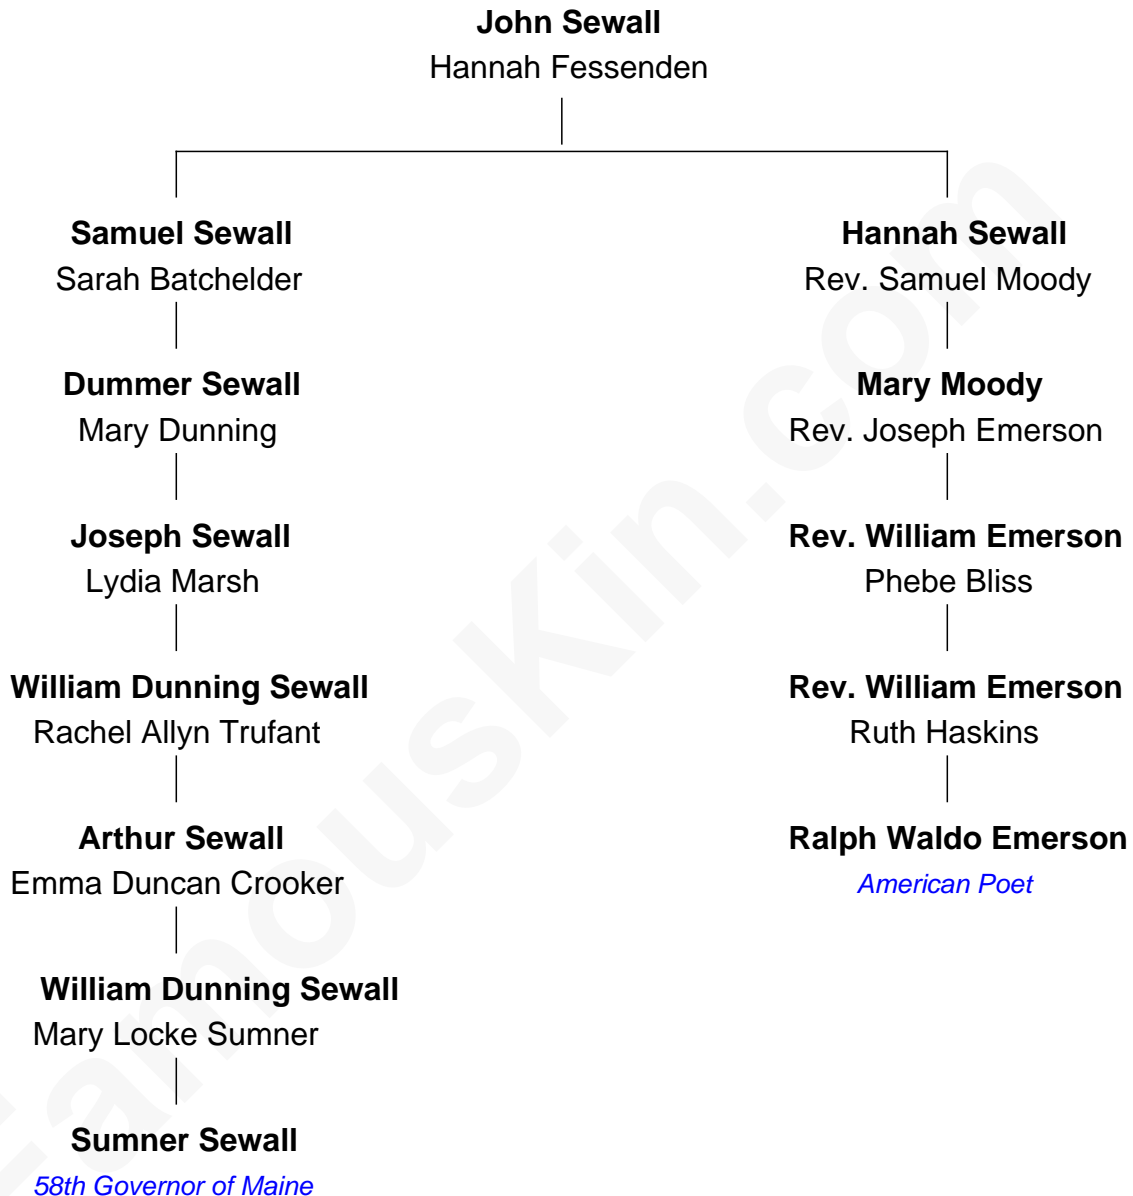 John Sewall
Hannah Fessenden
Samuel Sewall
Sarah Batchelder
Dummer Sewall
Mary Dunning
Joseph Sewall
Lydia Marsh
William Dunning Sewall
Rachel Allyn Trufant
Arthur Sewall
Emma Duncan Crooker
William Dunning Sewall
Mary Locke Sumner
Sumner Sewall
58th Governor of Maine
Hannah Sewall
Rev. Samuel Moody
Mary Moody
Rev. Joseph Emerson
Rev. William Emerson
Phebe Bliss
Rev. William Emerson
Ruth Haskins
Ralph Waldo Emerson
American Poet
FamousKin.com